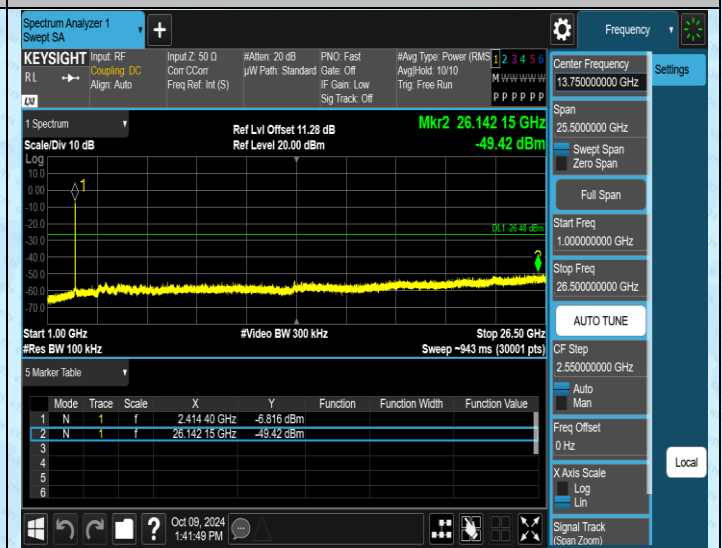 Spectrum Analyzer 1
Swept SA
+
Frequency
KEYSIGHT
R L
LXI
Input: RF
Coupling: DC
Align: Auto
Input Z: 50 Ω
Corr CCorr
Freq Ref: Int (S)
#Atten: 20 dB
µW Path: Standard
PNO: Fast
Gate: Off
IF Gain: Low
Sig Track: Off
#Avg Type: Power (RMS
Avg|Hold: 10/10
Trig: Free Run
1 2 3 4 5 6
M W W W W W
P P P P P P
1 Spectrum
Scale/Div 10 dB
Ref Lvl Offset 11.28 dB
Ref Level 20.00 dBm
Mkr2 26.142 15 GHz
-49.42 dBm
Log
10.0
0.00
-10.0
-20.0
-30.0
-40.0
-50.0
-60.0
-70.0
1
2
DL1 -26.48 dBm
Start 1.00 GHz
#Res BW 100 kHz
#Video BW 300 kHz
Stop 26.50 GHz
Sweep ~943 ms (30001 pts)
5 Marker Table
Mode Trace Scale X Y Function Function Width Function Value
1 N 1 f 2.414 40 GHz -6.816 dBm
2 N 1 f 26.142 15 GHz -49.42 dBm
3
4
5
6
?
Oct 09, 2024
1:41:49 PM
Center Frequency
13.750000000 GHz
Span
25.5000000 GHz
Swept Span
Zero Span
Full Span
Start Freq
1.000000000 GHz
Stop Freq
26.500000000 GHz
AUTO TUNE
CF Step
2.550000000 GHz
Auto
Man
Freq Offset
0 Hz
X Axis Scale
Log
Lin
Signal Track
(Span Zoom)
Settings
Local